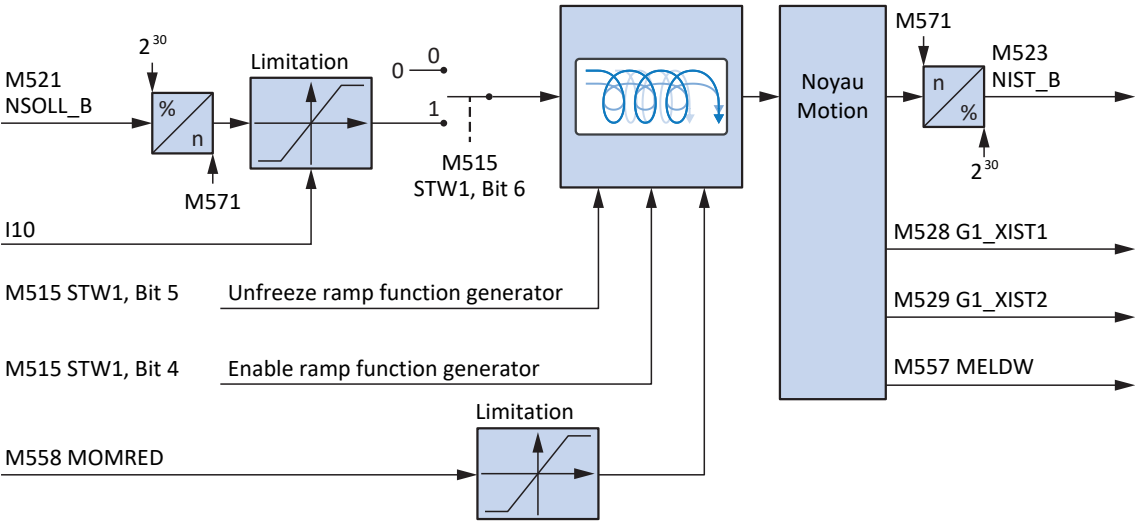 2³⁰
M521
NSOLL_B
%
n
M571
Limitation
0
0
1
M515
STW1, Bit 6
Noyau
Motion
M571
n
%
2³⁰
M523
NIST_B
I10
M528 G1_XIST1
M515 STW1, Bit 5
Unfreeze ramp function generator
M529 G1_XIST2
M515 STW1, Bit 4
Enable ramp function generator
M557 MELDW
Limitation
M558 MOMRED